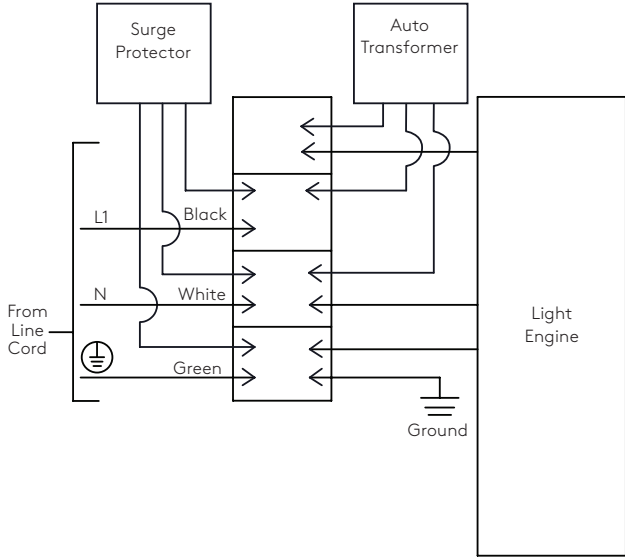 Surge
Protector
Auto
Transformer
L1
Black
N
White
From
Line
Cord
Green
Light
Engine
Ground